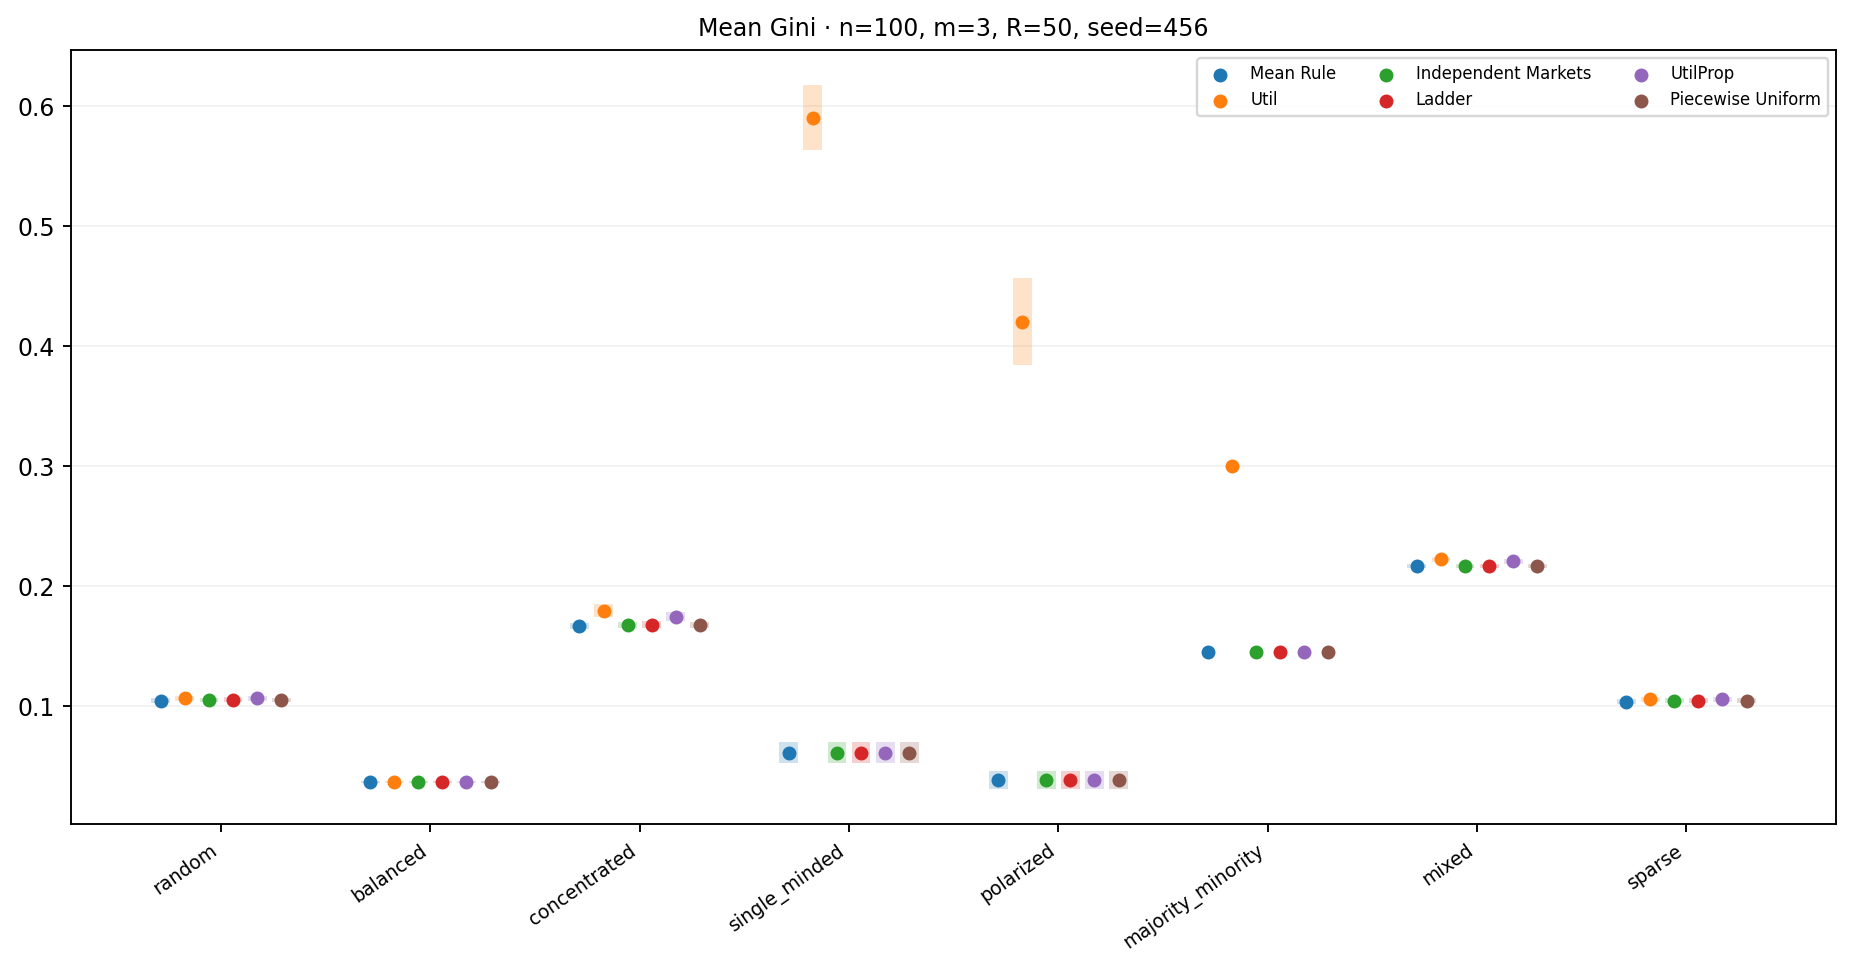 Mean Gini · n=100, m=3, R=50, seed=456
Mean Rule
Util
Independent Markets
Ladder
UtilProp
Piecewise Uniform
0.6
0.5
0.4
0.3
0.2
0.1
random
balanced
concentrated
single_minded
polarized
majority_minority
mixed
sparse